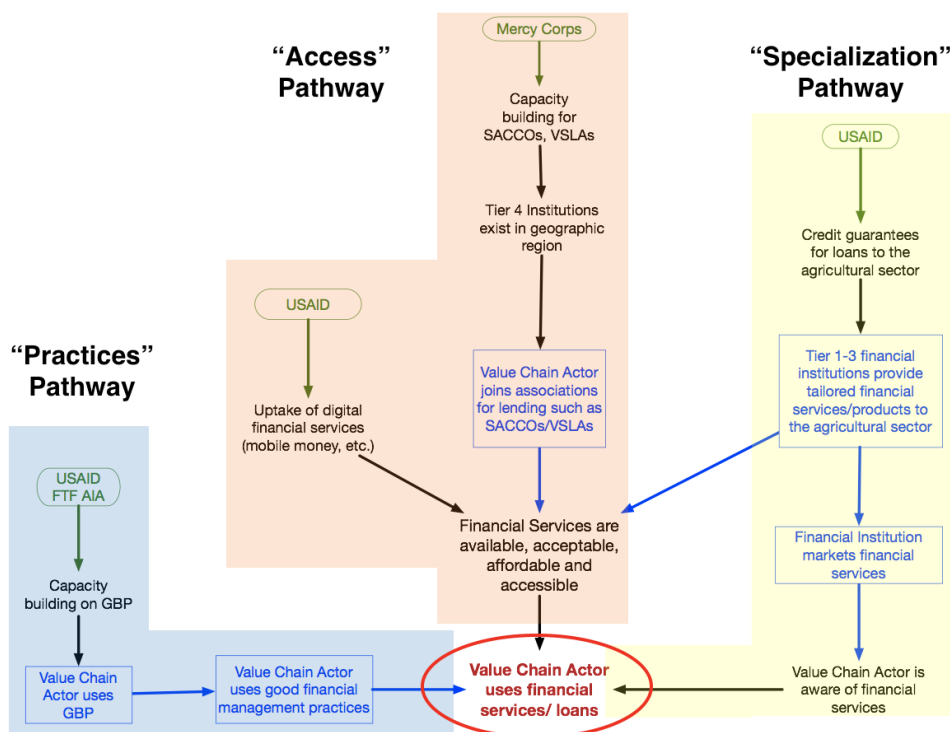 “Access”
Pathway
Mercy Corps
Capacity
building for
SACCOs, VSLAs
Tier 4 Institutions
exist in geographic
region
Value Chain Actor
joins associations
for lending such as
SACCOs/VSLAs
USAID
Uptake of digital
financial services
(mobile money, etc.)
Financial Services are
available, acceptable,
affordable and
accessible
“Specialization”
Pathway
USAID
Credit guarantees
for loans to the
agricultural sector
Tier 1-3 financial
institutions provide
tailored financial
services/products to
the agricultural sector
Financial Institution
markets financial
services
Value Chain Actor is
aware of financial
services
“Practices”
Pathway
USAID
FTF AIA
Capacity
building on GBP
Value Chain
Actor uses
GBP
Value Chain Actor
uses good financial
management practices
Value Chain Actor
uses financial
services/ loans